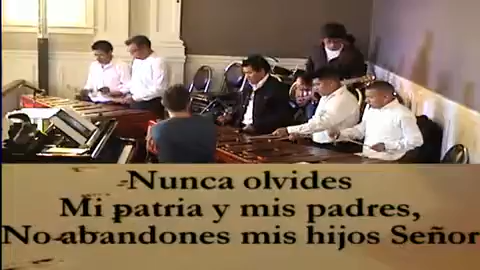 Nunca olvides
Mi patria y mis padres,
No abandones mis hijos Señor